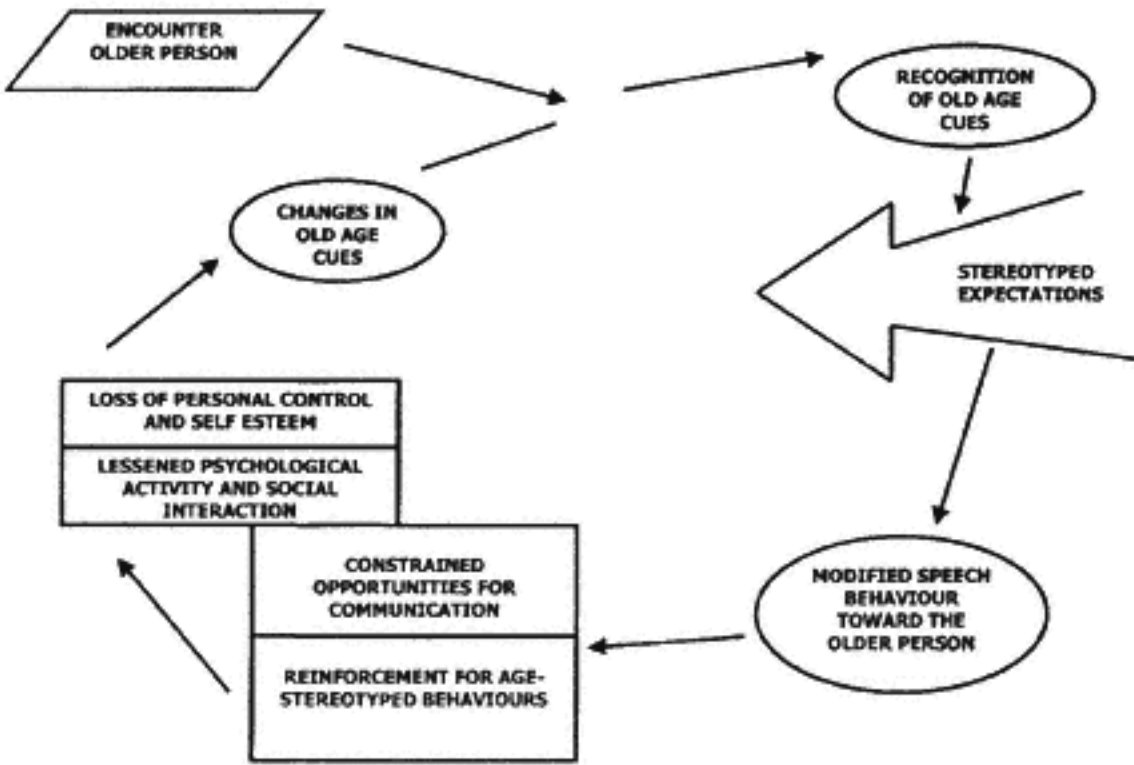 ENCOUNTER
OLDER PERSON
RECOGNITION
OF OLD AGE
CUES
CHANGES IN
OLD AGE
CUES
STEREOTYPED
EXPECTATIONS
LOSS OF PERSONAL CONTROL
AND SELF ESTEEM
LESSENED PSYCHOLOGICAL
ACTIVITY AND SOCIAL
INTERACTION
CONSTRAINED
OPPORTUNITIES FOR
COMMUNICATION
REINFORCEMENT FOR AGE-
STEREOTYPED BEHAVIOURS
MODIFIED SPEECH
BEHAVIOUR
TOWARD THE
OLDER PERSON